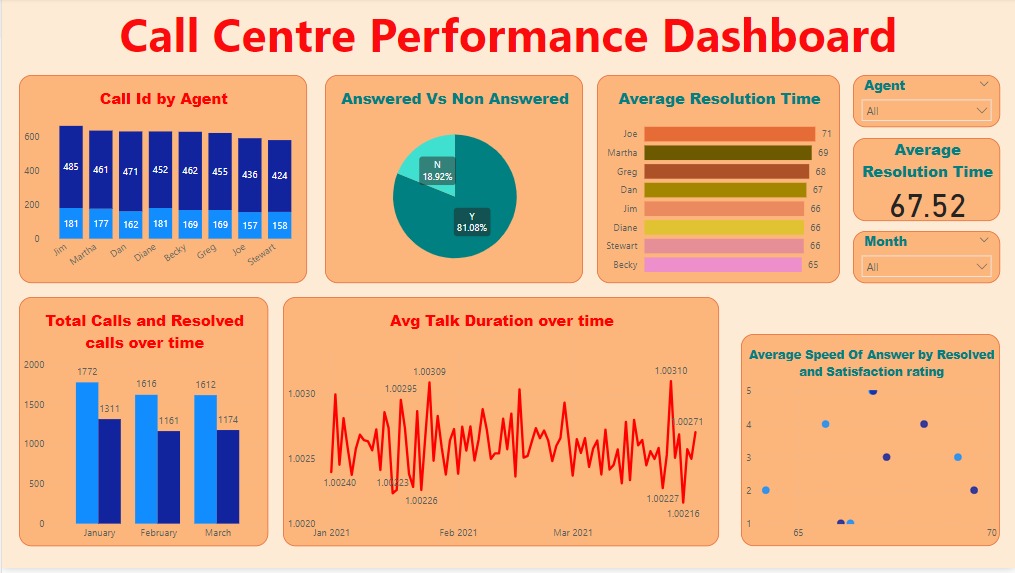 Call Centre Performance Dashboard
Call Id by Agent
600
400
200
0
485
461
471
452
462
455
436
424
181
177
162
181
169
169
157
158
Jim
Martha
Dan
Diane
Becky
Greg
Joe
Stewart
Answered Vs Non Answered
N
18.92%
Y
81.08%
Average Resolution Time
Joe 71
Martha 69
Greg 68
Dan 67
Jim 66
Diane 66
Stewart 66
Becky 65
Agent
All
Average
Resolution Time
67.52
Month
All
Total Calls and Resolved
calls over time
2000
1500
1000
500
0
1772
1311
1616
1161
1612
1174
January
February
March
Avg Talk Duration over time
1.0030
1.0025
1.0020
1.00309
1.00295
1.00310
1.00271
1.00240
1.00223
1.00226
1.00227
1.00216
Jan 2021
Feb 2021
Mar 2021
Average Speed Of Answer by Resolved
and Satisfaction rating
5
4
3
2
1
65
70